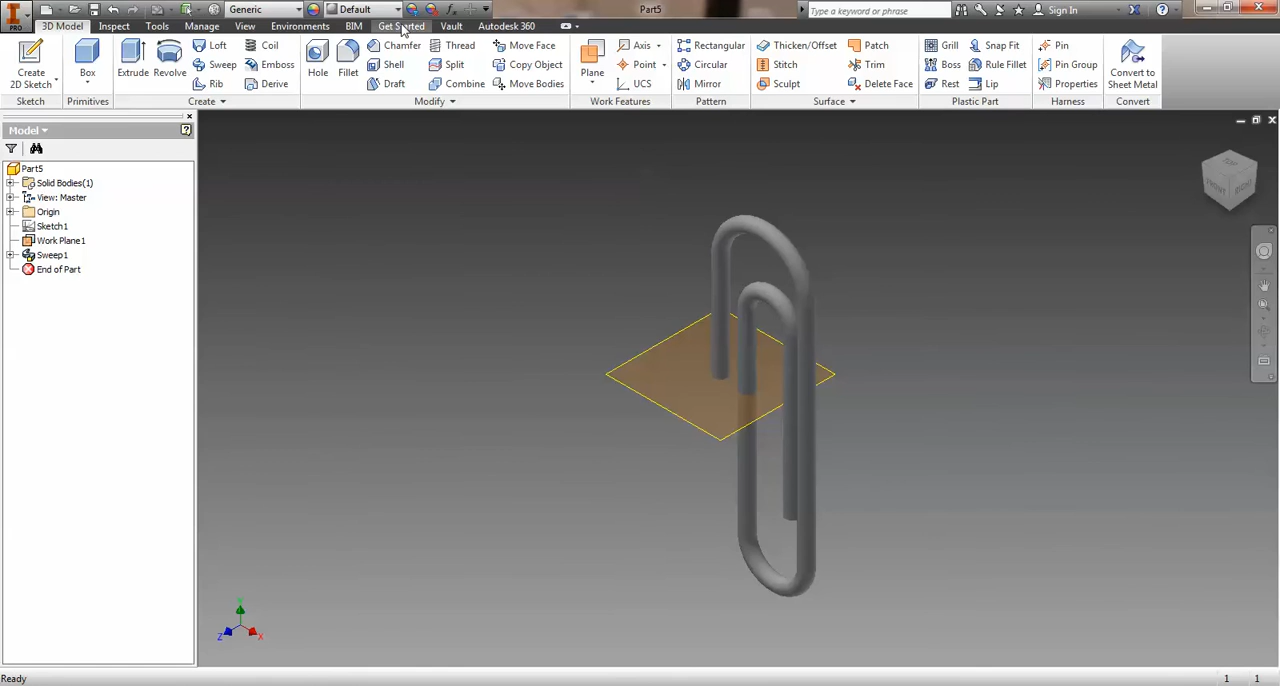 PRO
Generic
Default
Part5
Type a keyword or phrase
Sign In
3D Model Inspect Tools Manage View Environments BIM Get Started Vault Autodesk 360
Create
2D Sketch
Sketch
Box
Primitives
Extrude
Revolve
Loft
Sweep
Rib
Coil
Emboss
Derive
Create
Hole
Fillet
Chamfer
Shell
Draft
Thread
Split
Combine
Move Face
Copy Object
Move Bodies
Modify
Plane
Axis
Point
UCS
Work Features
Rectangular
Circular
Mirror
Pattern
Thicken/Offset
Stitch
Sculpt
Patch
Trim
Delete Face
Surface
Grill
Boss
Rest
Snap Fit
Rule Fillet
Lip
Plastic Part
Pin
Pin Group
Properties
Harness
Convert to
Sheet Metal
Convert
Model
Part5
Solid Bodies(1)
View: Master
Origin
Sketch1
Work Plane1
Sweep1
End of Part
TOP
FRONT
RIGHT
Y
Z
X
Ready
1 1